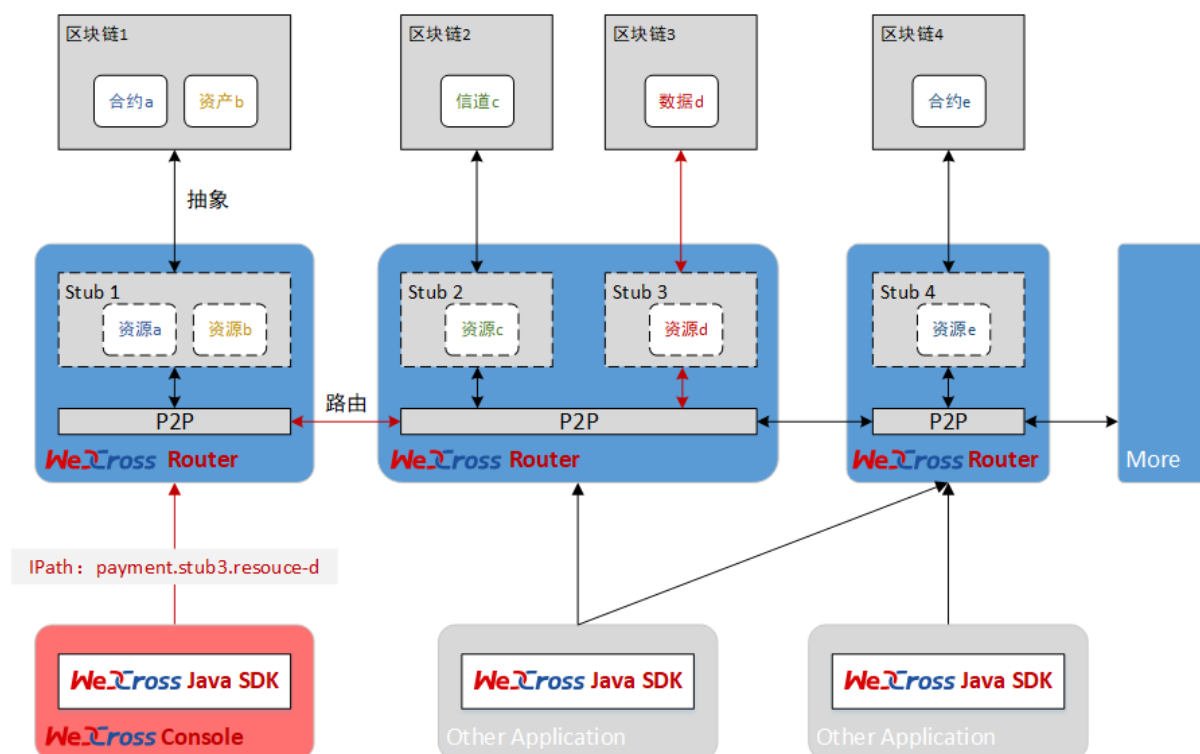 区块链1
区块链2
区块链3
区块链4
合约a
资产b
信道c
数据d
合约e
抽象
Stub 1
Stub 2
Stub 3
Stub 4
资源a
资源b
资源c
资源d
资源e
路由
P2P
P2P
P2P
WeCross Router
WeCross Router
WeCross Router
More
IPath：payment.stub3.resouce-d
WeCross Java SDK
WeCross Java SDK
WeCross Java SDK
WeCross Console
Other Application
Other Application